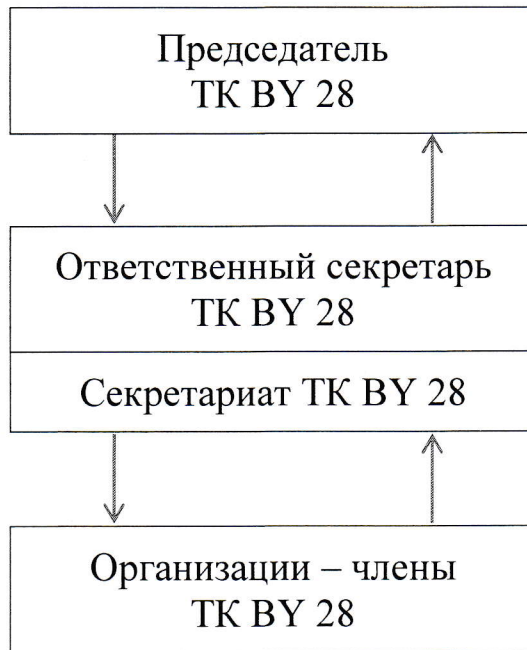 Председатель
ТК BY 28
Ответственный секретарь
ТК BY 28
Секретариат ТК BY 28
Организации – члены
ТК BY 28